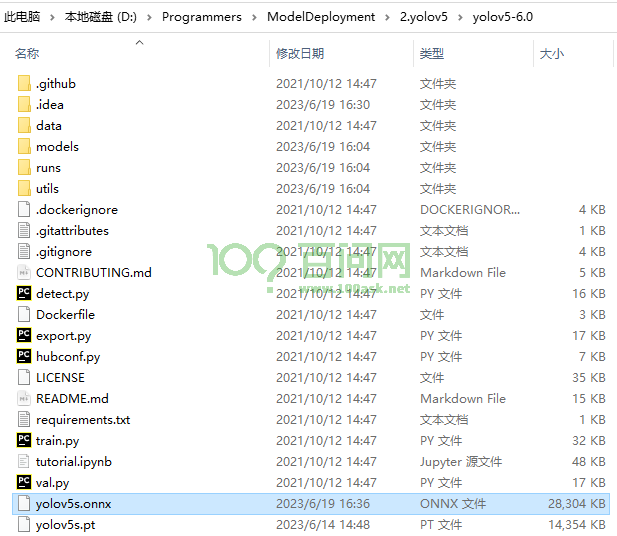 此电脑 > 本地磁盘 (D:) > Programmers > ModelDeployment > 2.yolov5 > yolov5-6.0
名称 修改日期 类型 大小
.github 2021/10/12 14:47 文件夹
.idea 2023/6/19 16:30 文件夹
data 2021/10/12 14:47 文件夹
models 2023/6/19 16:04 文件夹
runs 2023/6/19 16:04 文件夹
utils 2023/6/19 16:04 文件夹
.dockerignore 2021/10/12 14:47 DOCKERIGNOR... 4 KB
.gitattributes 2021/10/12 14:47 文本文档 1 KB
.gitignore 2021/10/12 14:47 文本文档 4 KB
100问网
CONTRIBUTING.md 2021/10/12 14:47 Markdown File 5 KB
www.100ask.net
detect.py 2021/10/12 14:47 PY 文件 16 KB
Dockerfile 2021/10/12 14:47 文件 3 KB
export.py 2021/10/12 14:47 PY 文件 17 KB
hubconf.py 2021/10/12 14:47 PY 文件 7 KB
LICENSE 2021/10/12 14:47 文件 35 KB
README.md 2021/10/12 14:47 Markdown File 15 KB
requirements.txt 2021/10/12 14:47 文本文档 1 KB
train.py 2021/10/12 14:47 PY 文件 32 KB
tutorial.ipynb 2021/10/12 14:47 Jupyter 源文件 48 KB
val.py 2021/10/12 14:47 PY 文件 17 KB
yolov5s.onnx 2023/6/19 16:36 ONNX 文件 28,304 KB
yolov5s.pt 2023/6/14 14:48 PT 文件 14,354 KB